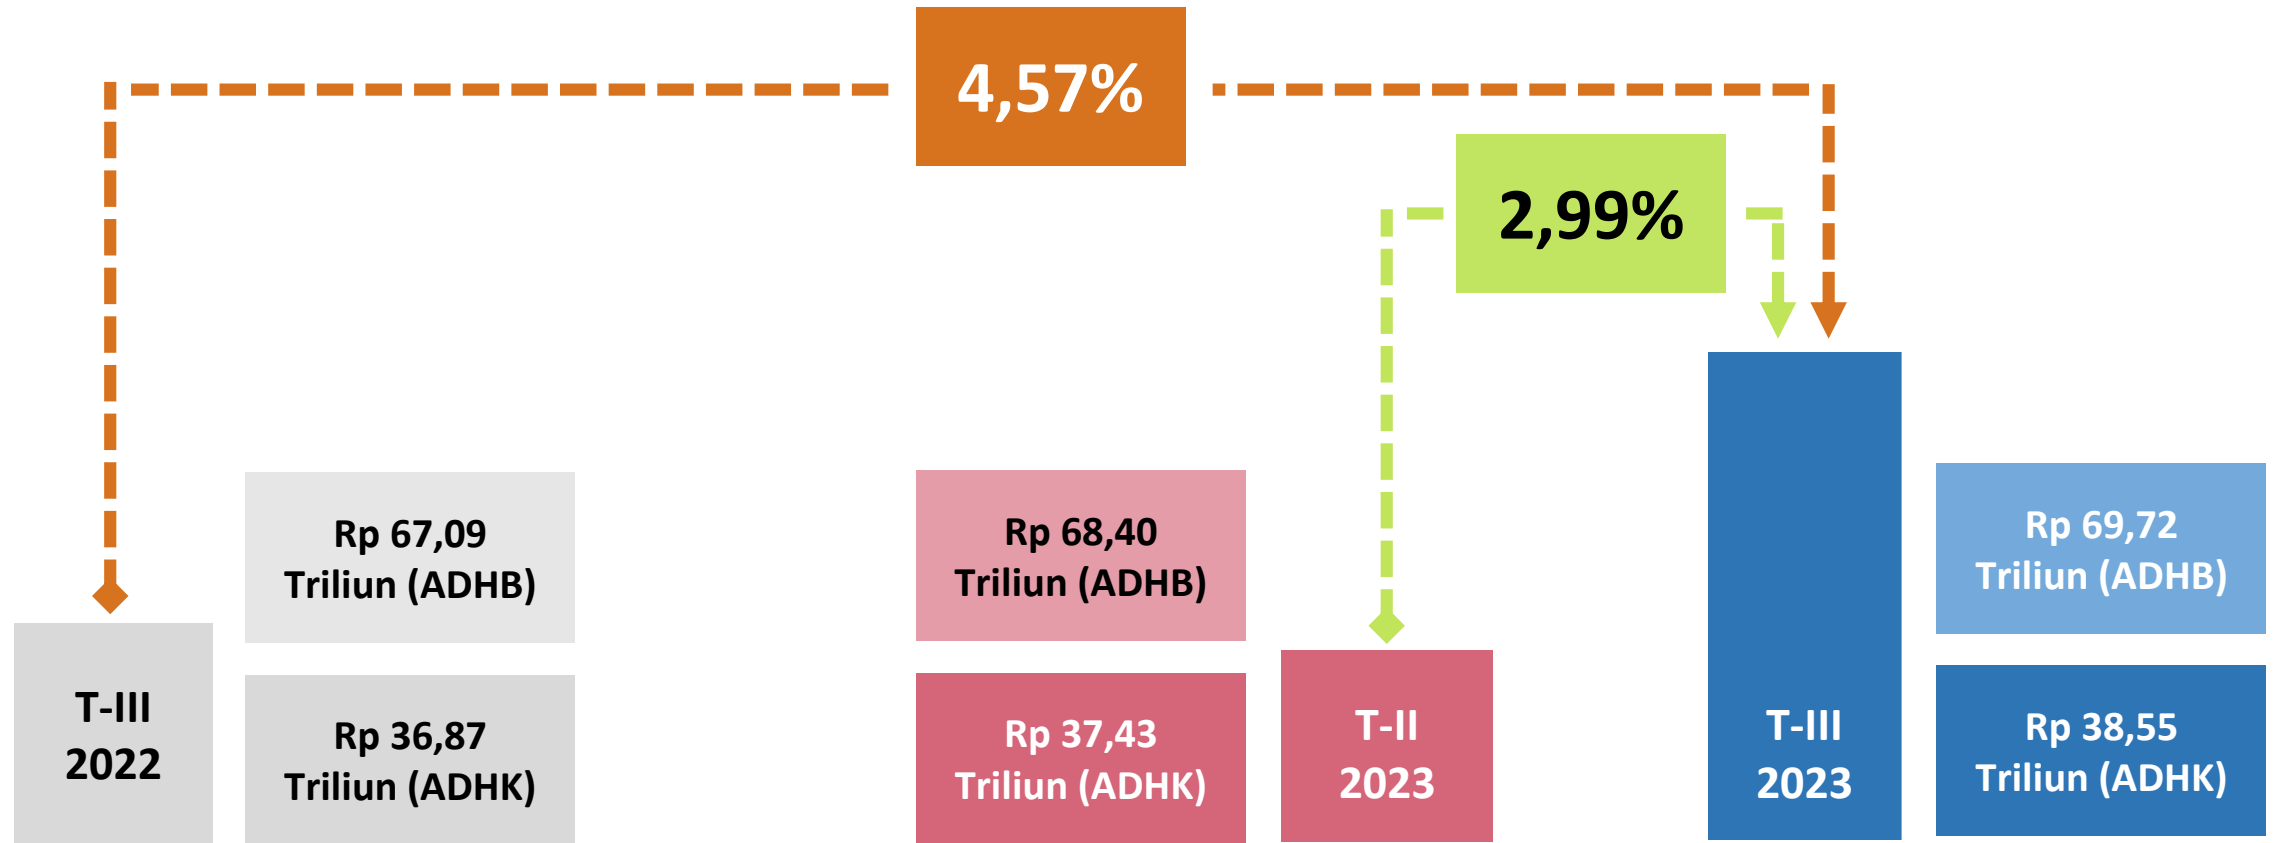 4,57%
2,99%
Rp 67,09
Triliun (ADHB)
T-III
2022
Rp 36,87
Triliun (ADHK)
Rp 68,40
Triliun (ADHB)
Rp 37,43
Triliun (ADHK)
T-II
2023
T-III
2023
Rp 69,72
Triliun (ADHB)
Rp 38,55
Triliun (ADHK)